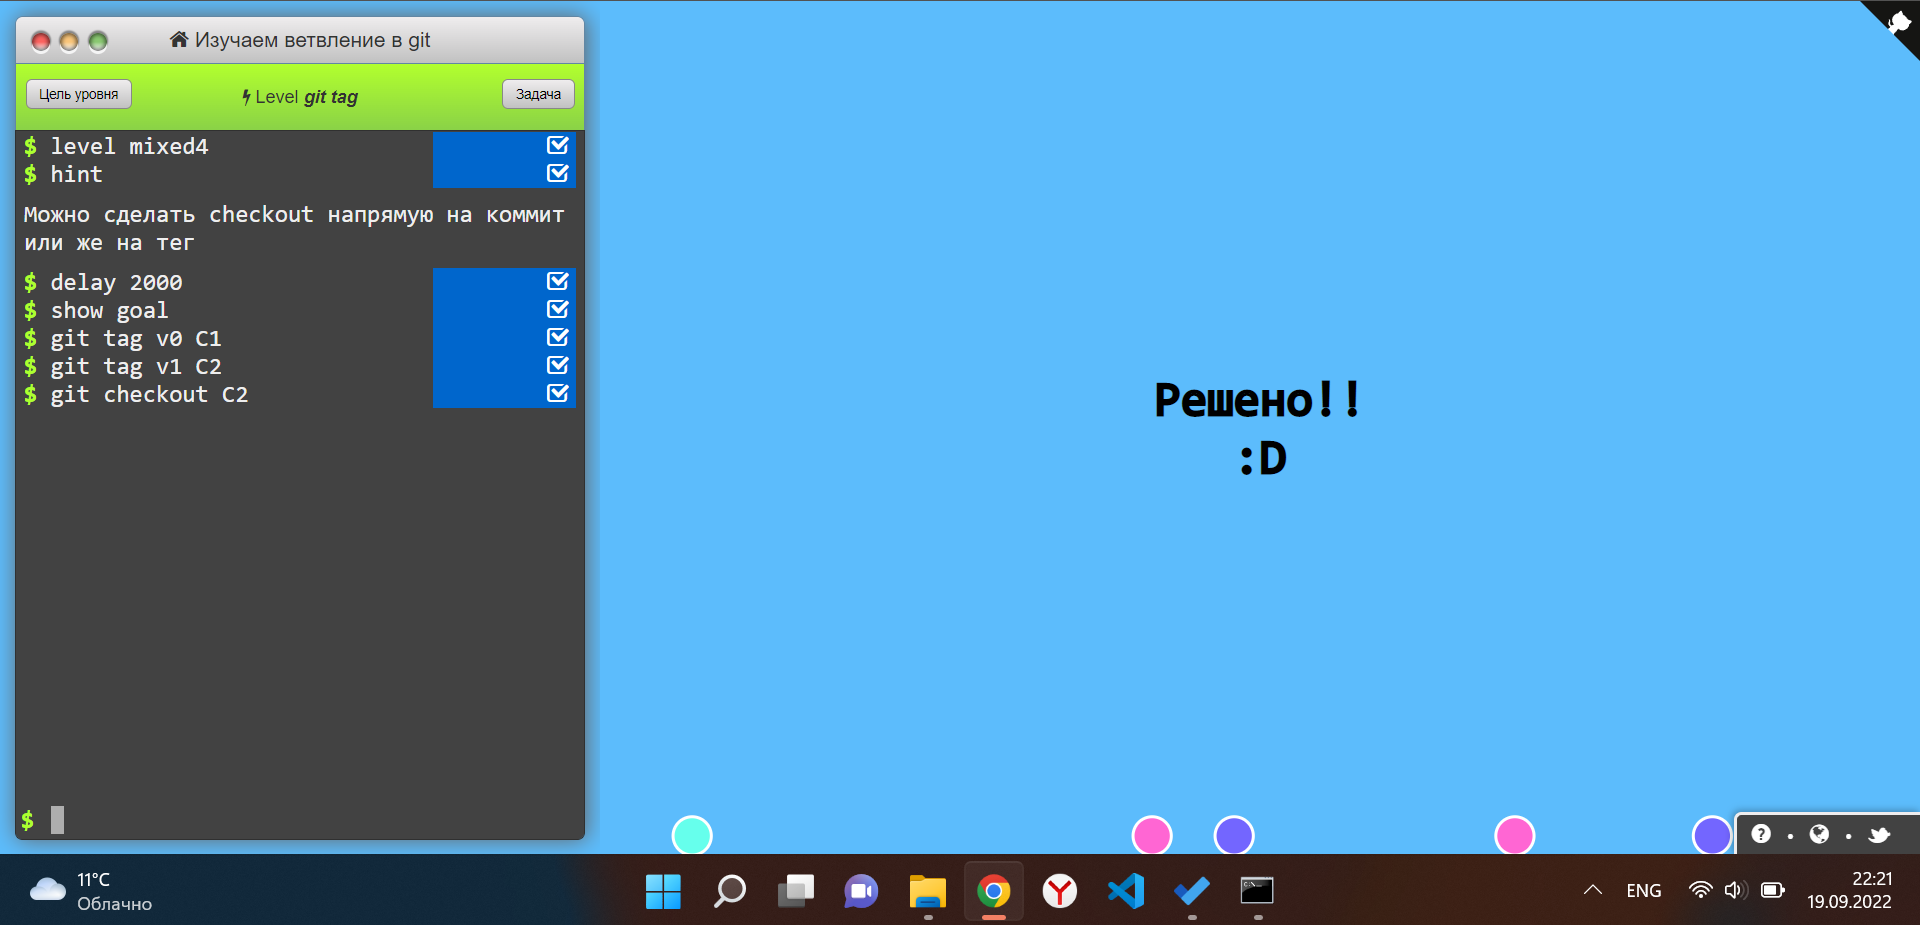 Изучаем ветвление в git
Цель уровня
Level git tag
Задача
$ level mixed4
$ hint
Можно сделать checkout напрямую на коммит
или же на тег
$ delay 2000
$ show goal
$ git tag v0 C1
$ git tag v1 C2
$ git checkout C2
$
Решено!!
:D
11°C
Облачно
ENG
22:21
19.09.2022